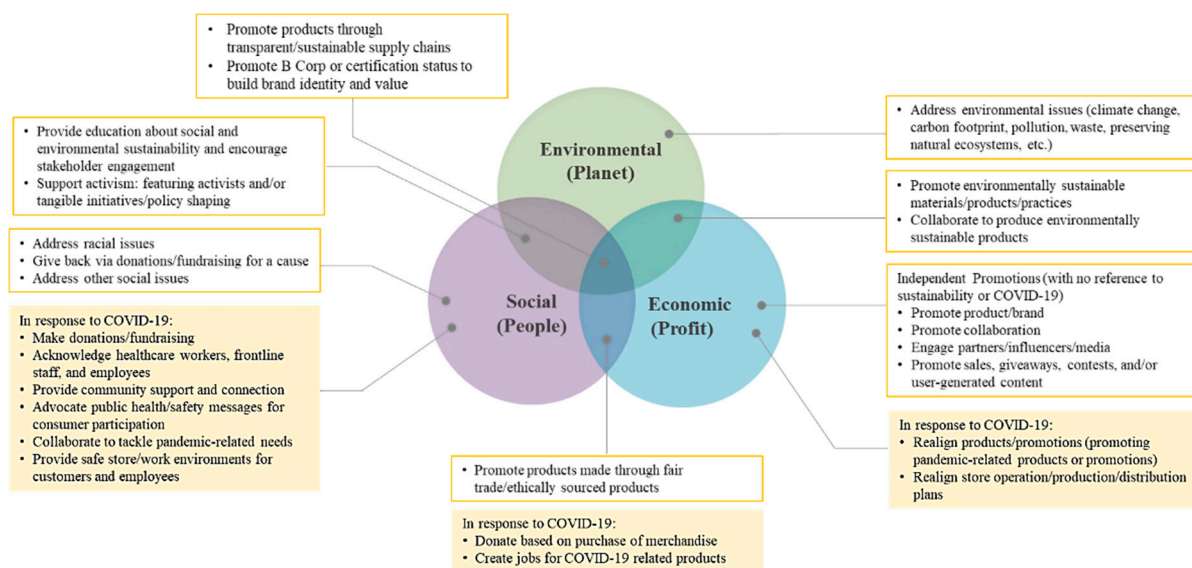 • Promote products through
transparent/sustainable supply chains
• Promote B Corp or certification status to
build brand identity and value
• Provide education about social and
environmental sustainability and encourage
stakeholder engagement
• Support activism: featuring activists and/or
tangible initiatives/policy shaping
• Address racial issues
• Give back via donations/fundraising for a cause
• Address other social issues
In response to COVID-19:
• Make donations/fundraising
• Acknowledge healthcare workers, frontline
staff, and employees
• Provide community support and connection
• Advocate public health/safety messages for
consumer participation
• Collaborate to tackle pandemic-related needs
• Provide safe store/work environments for
customers and employees
Environmental
(Planet)
Social
(People)
Economic
(Profit)
• Address environmental issues (climate change,
carbon footprint, pollution, waste, preserving
natural ecosystems, etc.)
• Promote environmentally sustainable
materials/products/practices
• Collaborate to produce environmentally
sustainable products
Independent Promotions (with no reference to
sustainability or COVID-19)
• Promote product/brand
• Promote collaboration
• Engage partners/influencers/media
• Promote sales, giveaways, contests, and/or
user-generated content
In response to COVID-19:
• Realign products/promotions (promoting
pandemic-related products or promotions)
• Realign store operation/production/distribution
plans
• Promote products made through fair
trade/ethically sourced products
In response to COVID-19:
• Donate based on purchase of merchandise
• Create jobs for COVID-19 related products